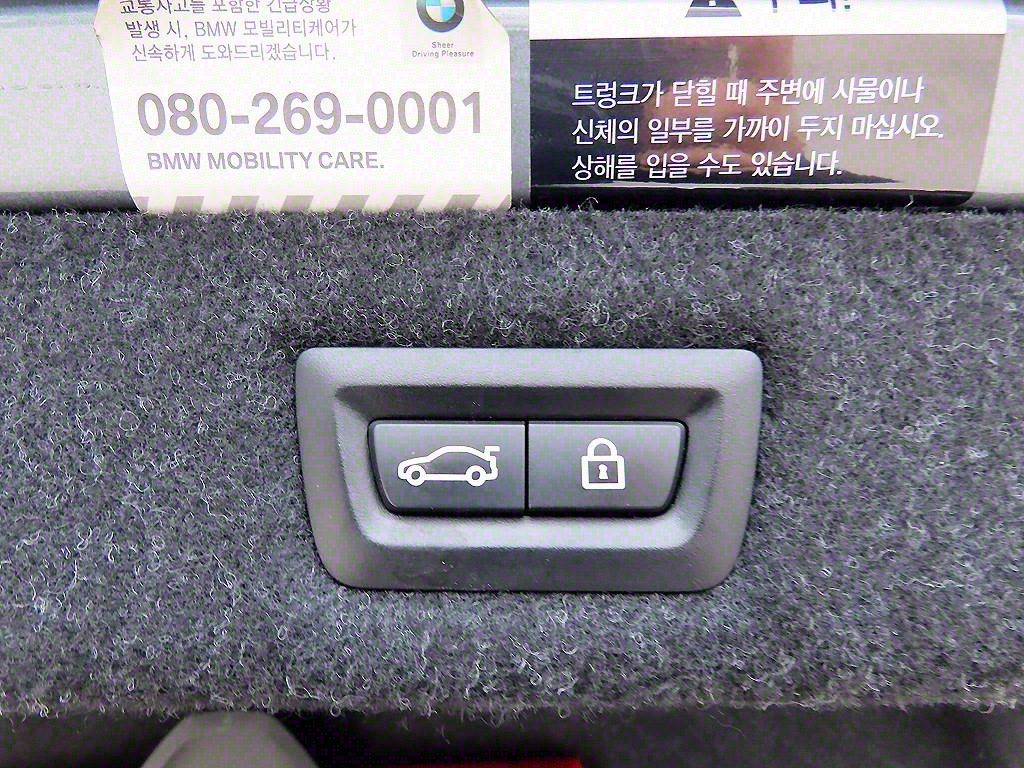 교통사고를 포함한 긴급상황
발생 시, BMW 모빌리티케어가
신속하게 도와드리겠습니다.
Sheer
Driving Pleasure
080-269-0001
BMW MOBILITY CARE.
트렁크가 닫힐 때 주변에 사물이나
신체의 일부를 가까이 두지 마십시오.
상해를 입을 수도 있습니다.